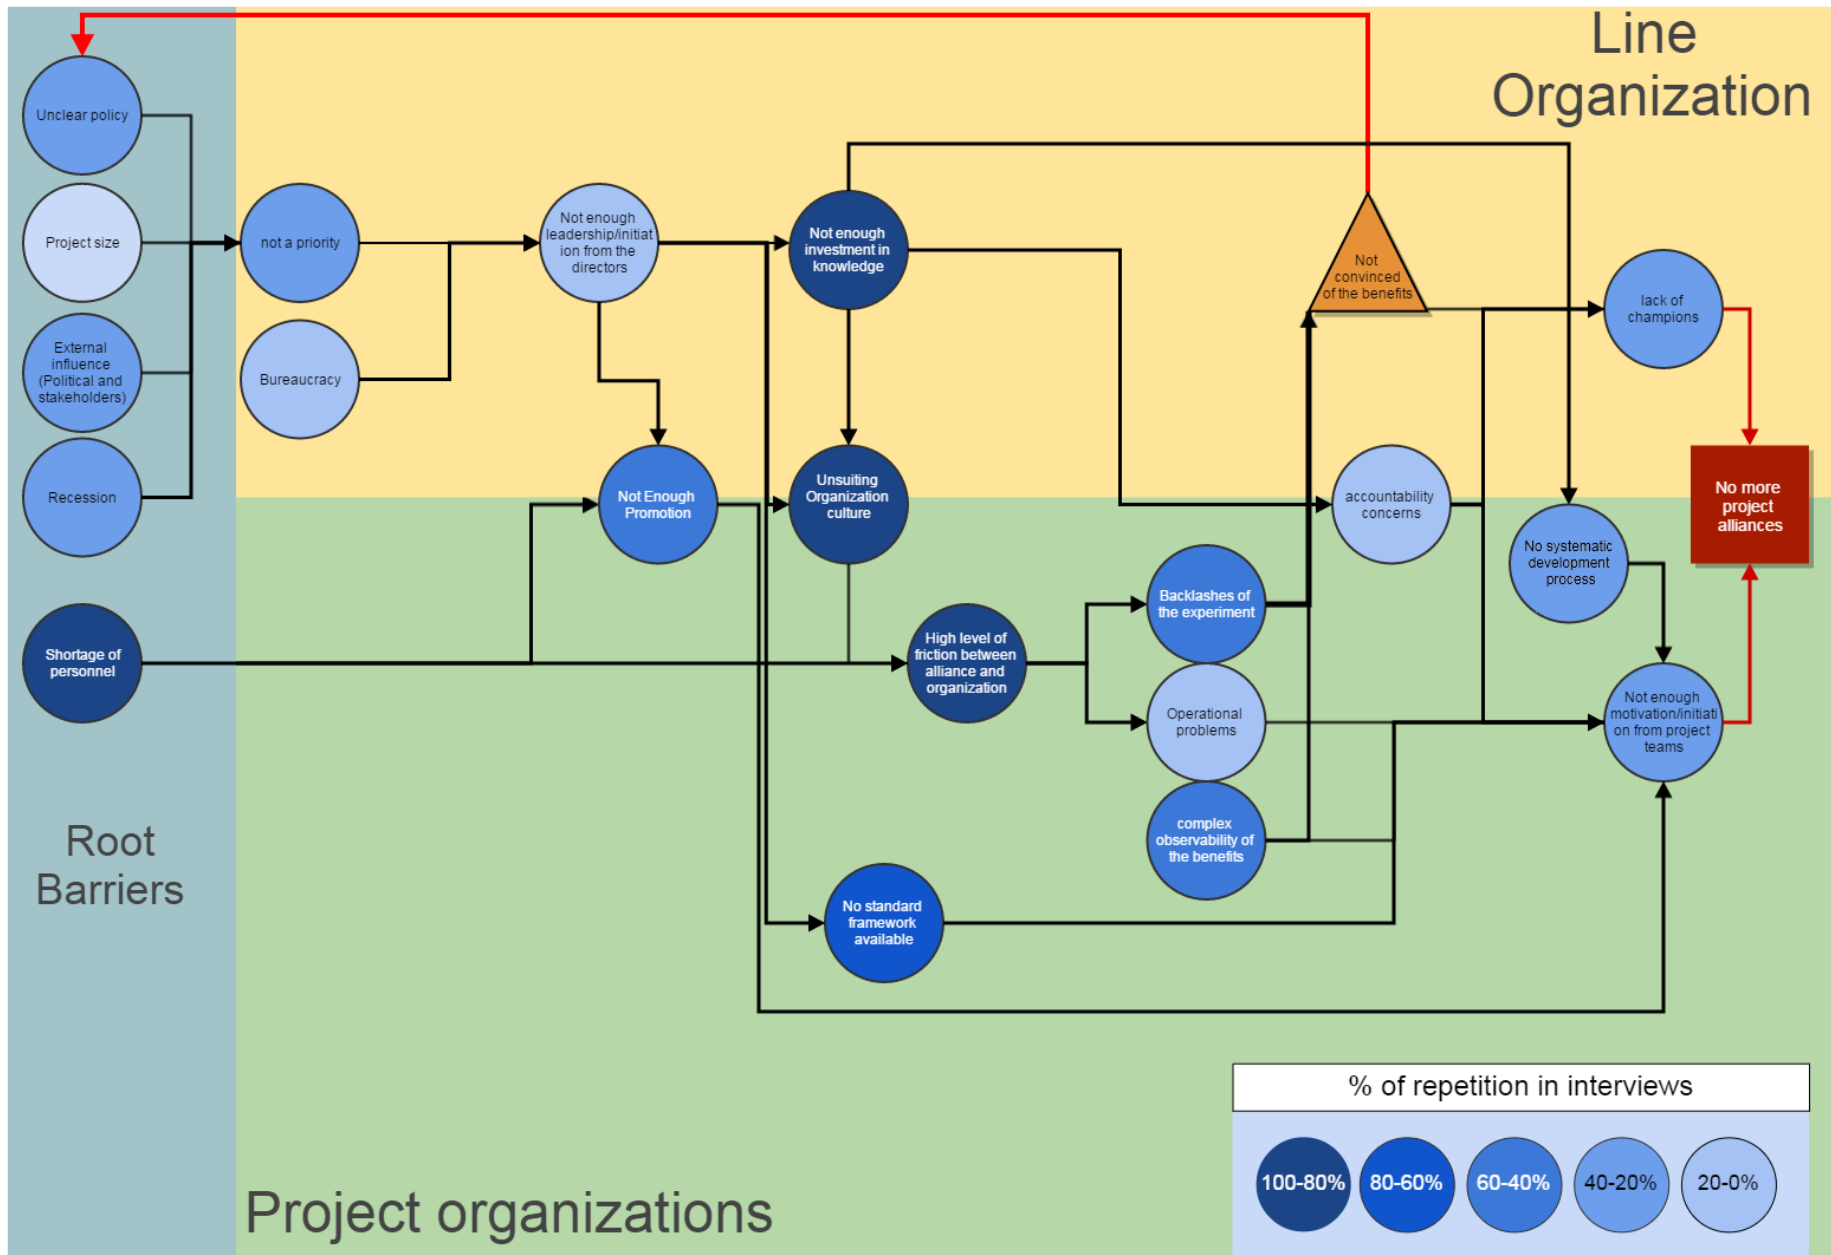 Line
Organization
Unclear policy
Project size
External
influence
(Political and
stakeholders)
Recession
Shortage of
personnel
Root
Barriers
not a priority
Bureaucracy
Not enough
leadership/initiat
ion from the
directors
Not Enough
Promotion
Not enough
investment in
knowledge
Unsuiting
Organization
culture
High level of
friction between
alliance and
organization
No standard
framework
available
Backlashes of
the experiment
Operational
problems
complex
observability of
the benefits
Not
convinced
of the benefits
accountability
concerns
lack of
champions
No systematic
development
process
No more
project
alliances
Not enough
motivation/initiati
on from project
teams
Project organizations
% of repetition in interviews
100-80%
80-60%
60-40%
40-20%
20-0%